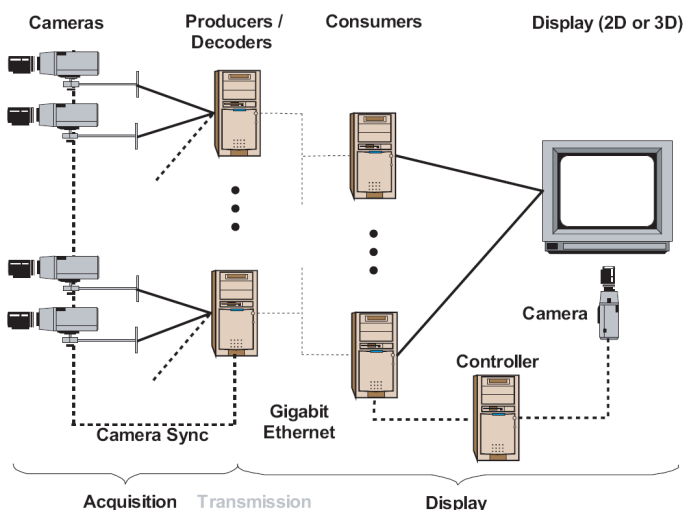 Cameras
Producers /
Decoders
Consumers
Display (2D or 3D)
Camera
Controller
Gigabit
Ethernet
Camera Sync
Acquisition
Transmission
Display